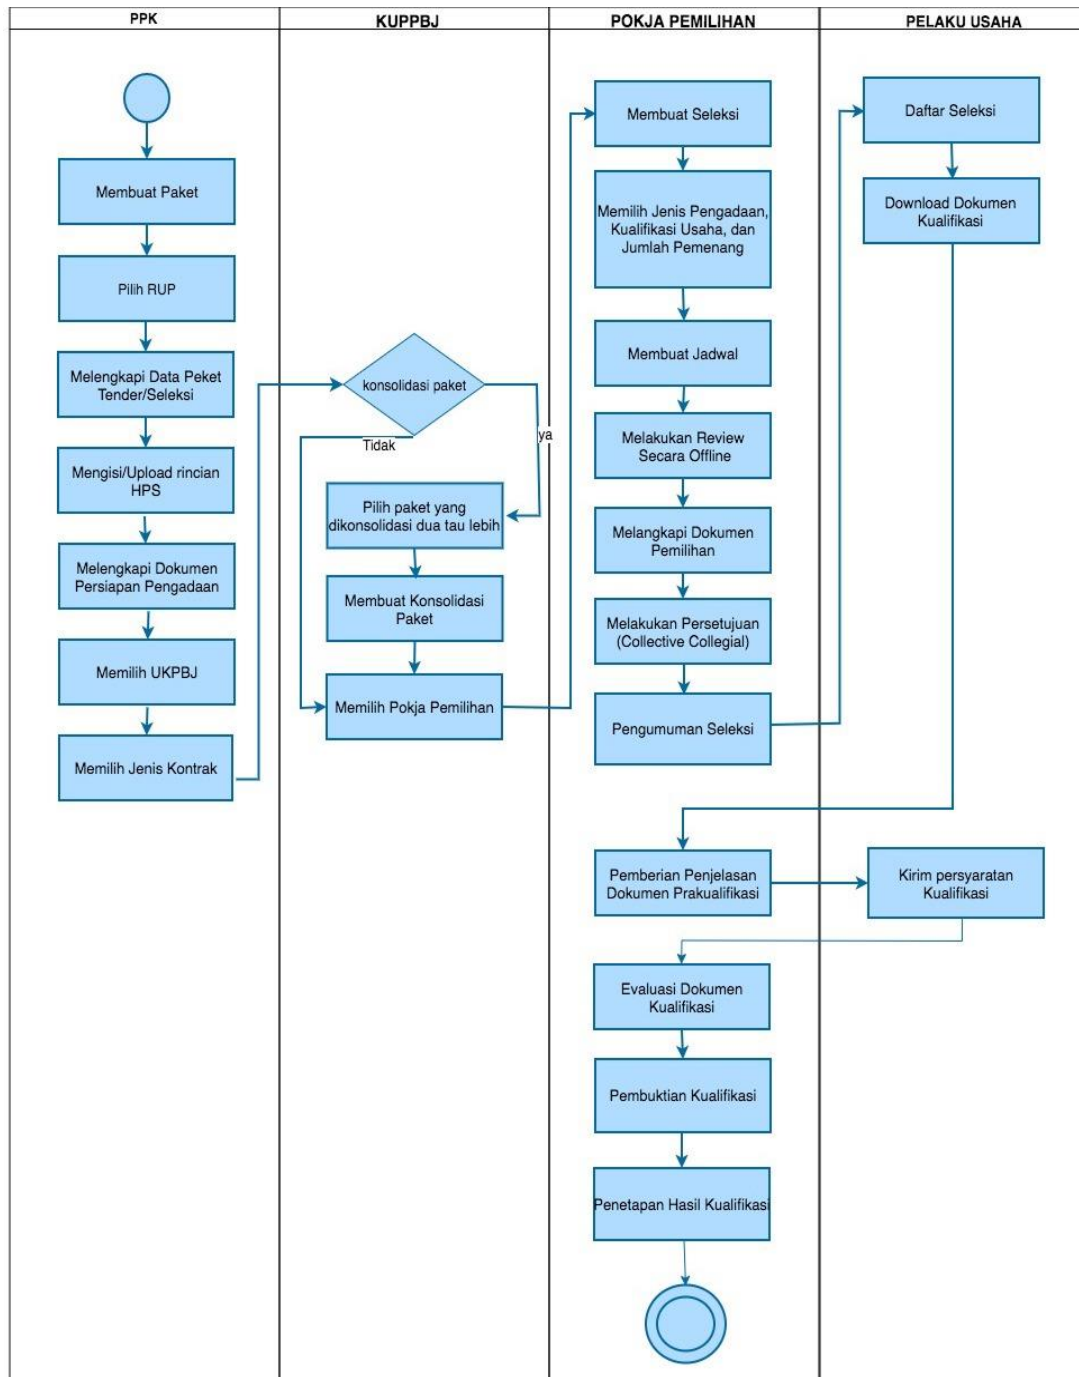 PPK
KUPPBJ
POKJA PEMILIHAN
PELAKU USAHA
Membuat Paket
Pilih RUP
Melengkapi Data Peket
Tender/Seleksi
Mengisi/Upload rincian
HPS
Melengkapi Dokumen
Persiapan Pengadaan
Memilih UKPBJ
Memilih Jenis Kontrak
konsolidasi paket
Tidak
ya
Pilih paket yang
dikonsolidasi dua tau lebih
Membuat Konsolidasi
Paket
Memilih Pokja Pemilihan
Membuat Seleksi
Memilih Jenis Pengadaan,
Kualifikasi Usaha, dan
Jumlah Pemenang
Membuat Jadwal
Melakukan Review
Secara Offline
Melangkapi Dokumen
Pemilihan
Melakukan Persetujuan
(Collective Collegial)
Pengumuman Seleksi
Daftar Seleksi
Download Dokumen
Kualifikasi
Pemberian Penjelasan
Dokumen Prakualifikasi
Kirim persyaratan
Kualifikasi
Evaluasi Dokumen
Kualifikasi
Pembuktian Kualifikasi
Penetapan Hasil Kualifikasi